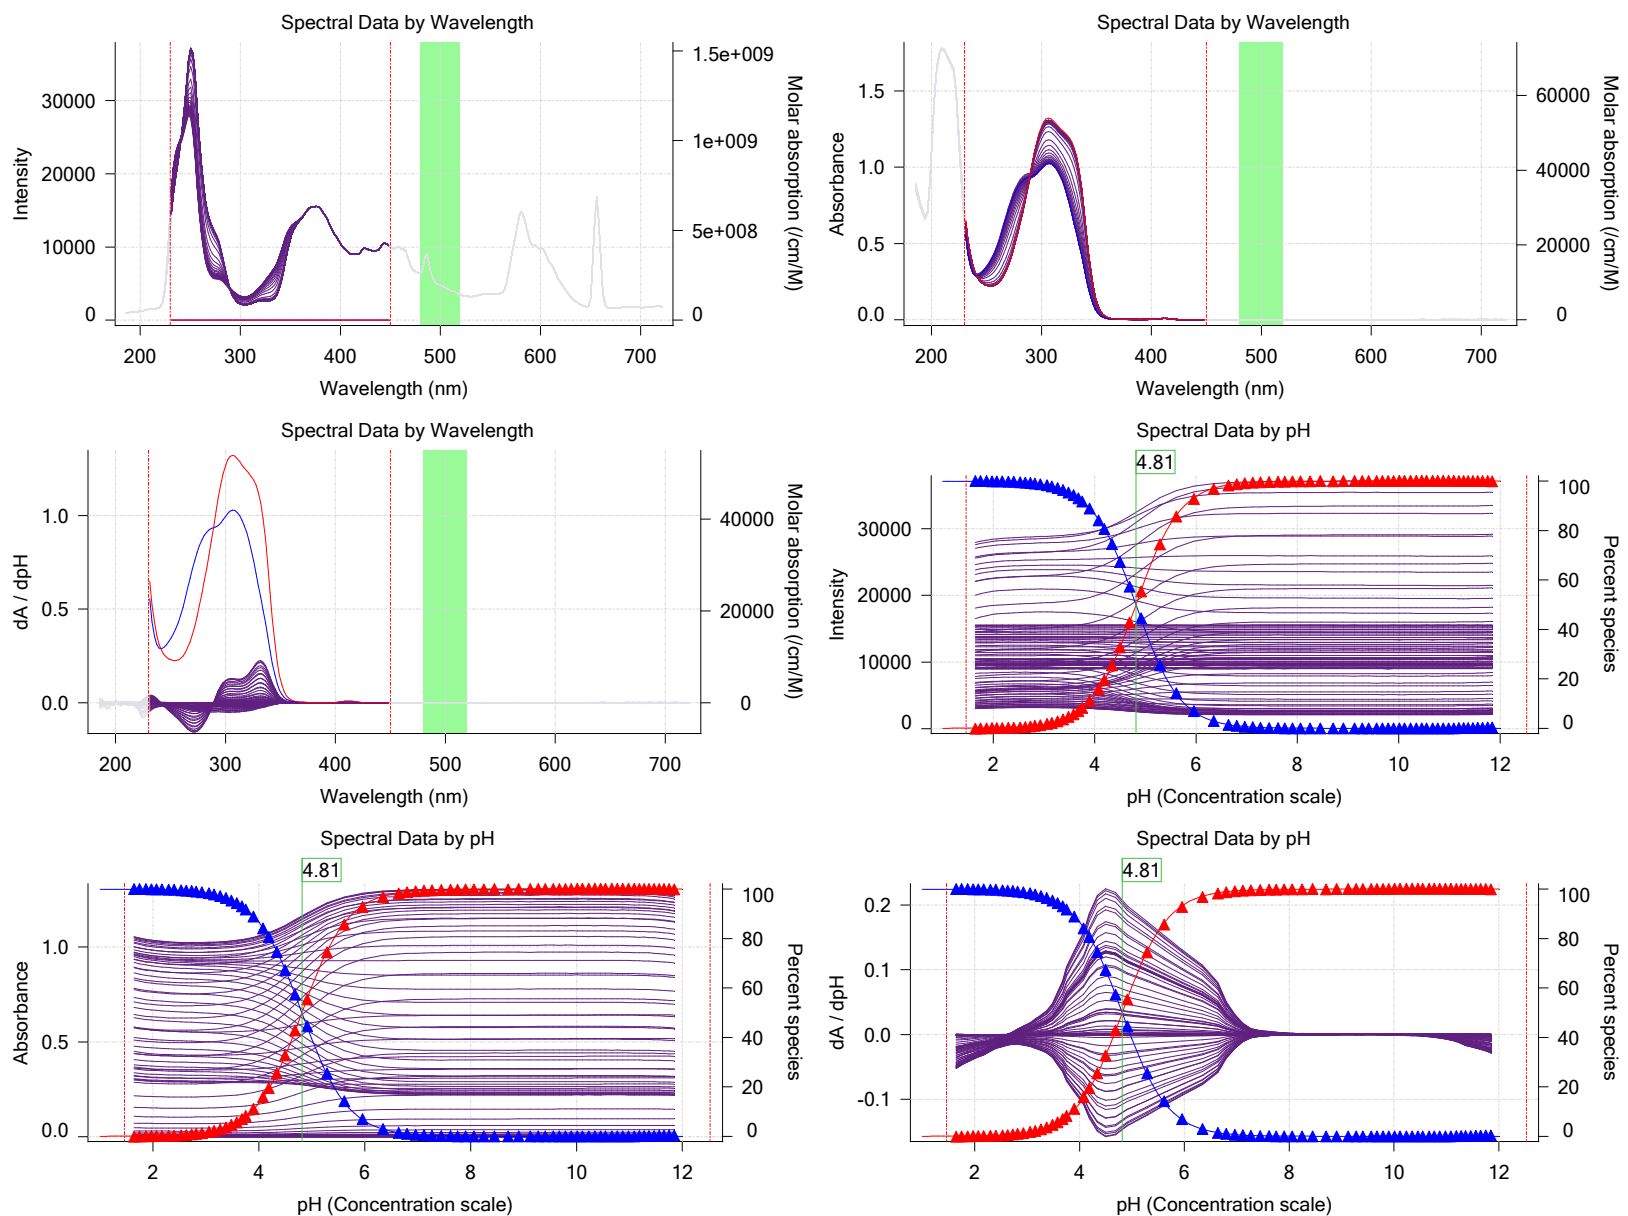 Spectral Data by Wavelength
Intensity
30000
20000
10000
0
1.5e+009
1e+009
5e+008
0
Molar absorption (/cm/M)
200 300 400 500 600 700
Wavelength (nm)
Spectral Data by Wavelength
Absorbance
1.5
1.0
0.5
0.0
60000
40000
20000
0
Molar absorption (/cm/M)
200 300 400 500 600 700
Wavelength (nm)
Spectral Data by Wavelength
dA / dpH
1.0
0.5
0.0
40000
20000
0
Molar absorption (/cm/M)
200 300 400 500 600 700
Wavelength (nm)
Spectral Data by pH
4.81
Intensity
30000
20000
10000
0
100
80
60
40
20
0
Percent species
2 4 6 8 10 12
pH (Concentration scale)
Spectral Data by pH
4.81
Absorbance
1.0
0.5
0.0
100
80
60
40
20
0
Percent species
2 4 6 8 10 12
pH (Concentration scale)
Spectral Data by pH
4.81
dA / dpH
0.2
0.1
0.0
-0.1
100
80
60
40
20
0
Percent species
2 4 6 8 10 12
pH (Concentration scale)